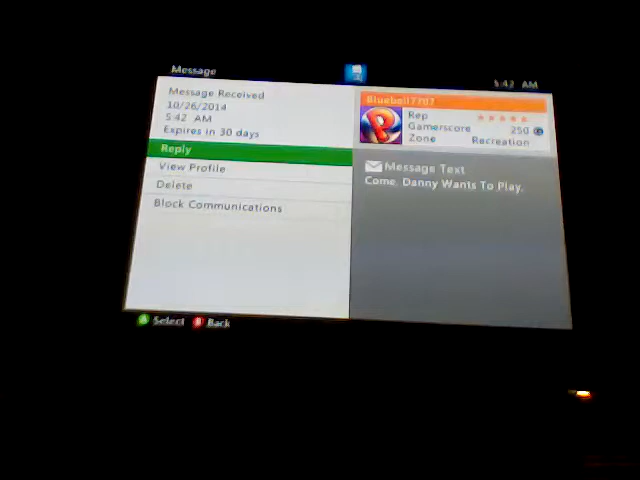 Message
5:42 AM
Message Received
10/26/2014
5:42 AM
Expires in 30 days
Reply
View Profile
Delete
Block Communications
Rep
Gamerscore 250 G
Zone Recreation
P
Message Text
Come. Danny Wants To Play.
A Select B Back